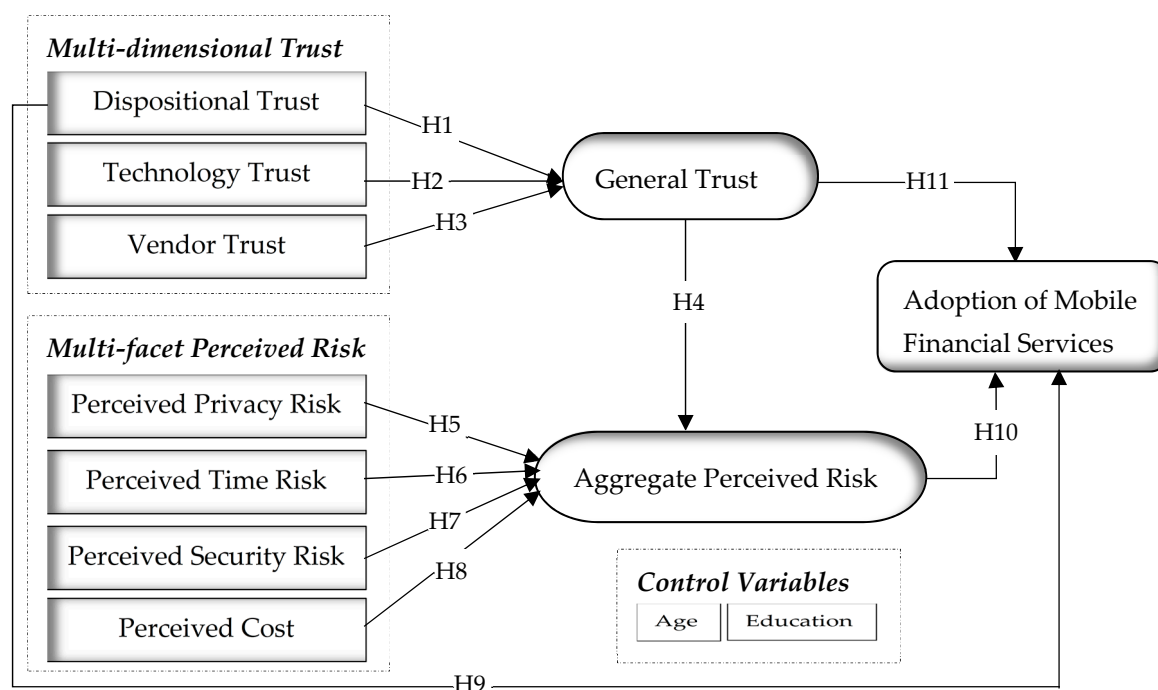 Multi-dimensional Trust
Dispositional Trust
Technology Trust
Vendor Trust
H1
H2
H3
General Trust
H11
H4
Adoption of Mobile
Financial Services
Multi-facet Perceived Risk
Perceived Privacy Risk
Perceived Time Risk
Perceived Security Risk
Perceived Cost
H5
H6
H7
H8
Aggregate Perceived Risk
H10
Control Variables
Age
Education
H9